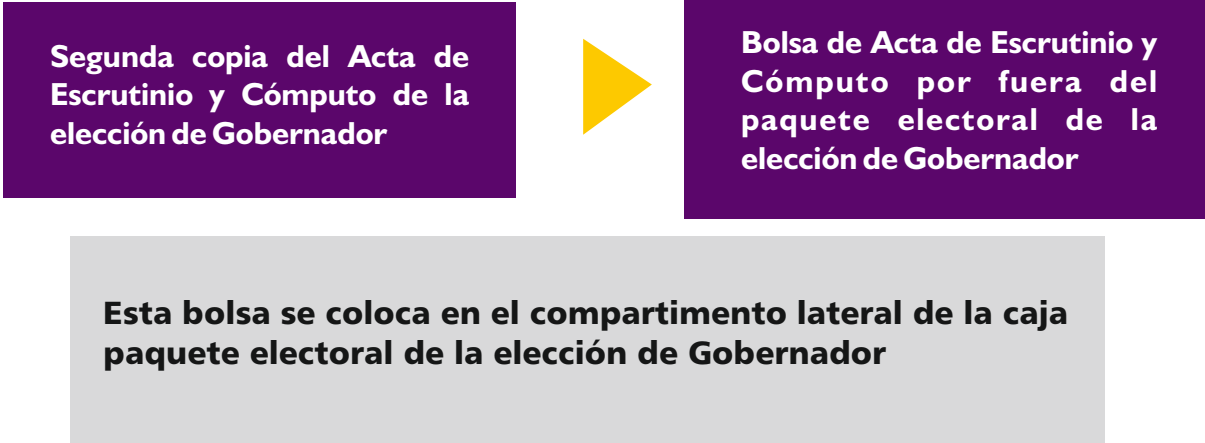 Segunda copia del Acta de
Escrutinio y Cómputo de la
elección de Gobernador
Bolsa de Acta de Escrutinio y
Cómputo por fuera del
paquete electoral de la
elección de Gobernador
Esta bolsa se coloca en el compartimento lateral de la caja
paquete electoral de la elección de Gobernador